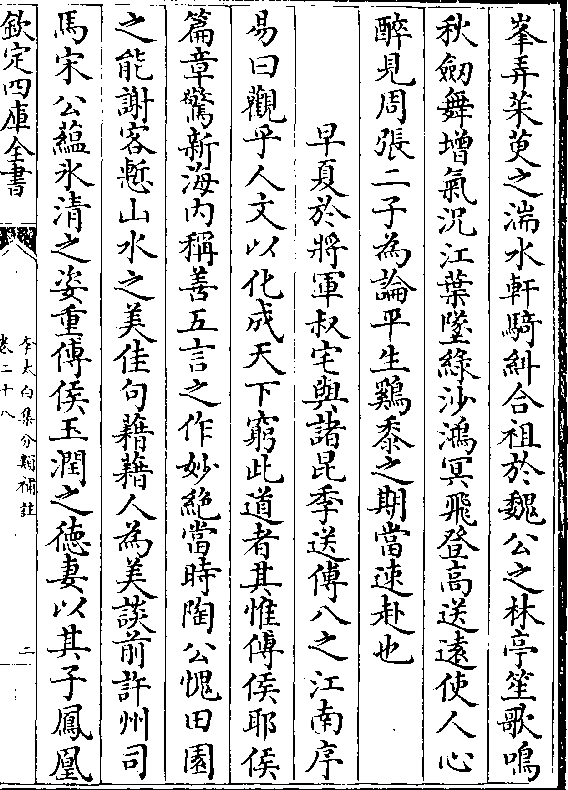 峯弄茱萸之湍水軒騎糾合祖於魏公之林亭笙歌鳴
秋劒舞增氣況江葉墜綠沙鴻冥飛登髙送逺使人心
醉見周張二子為論平生鷄黍之期當速赴也
早夏於將軍叔宅與諸昆季送傅八之江南序
易曰觀乎人文以化成天下窮此道者其惟傅侯耶侯
篇章驚新海内稱善五言之作妙絶當時陶公愧田園
之能謝客慙山水之美佳句藉藉人為美談前許州司
馬宋公藴氷清之姿重傅侯玉潤之徳妻以其子鳳凰
欽定四庫全書
李太白集分類補註
卷二十八
二